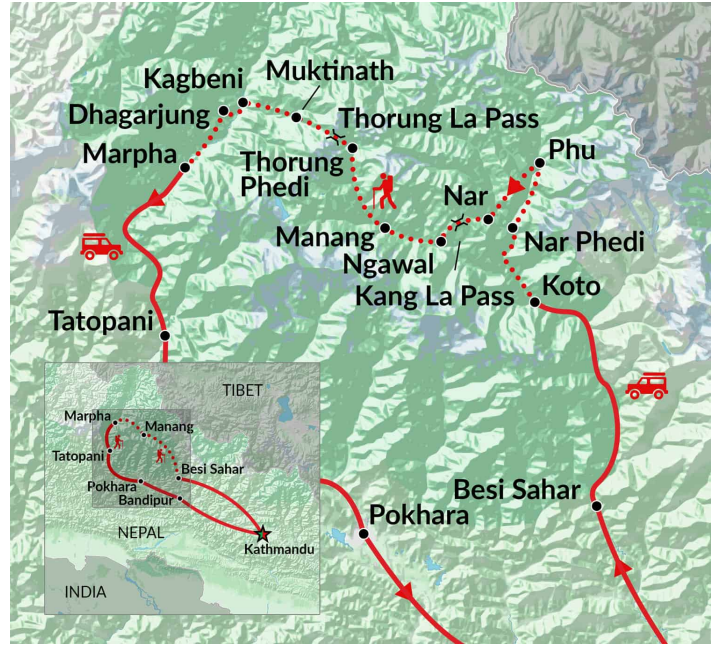 Kagbeni
Muktinath
Dhagarjung
Thorung La Pass
Marpha
Thorung
Phedi
Phu
Nar
Manang
Nar Phedi
Ngawal
Kang La Pass
Koto
Tatopani
TIBET
Marpha
Manang
Tatopani
Besi Sahar
Pokhara
Bandipur
NEPAL
Kathmandu
INDIA
Besi Sahar
Pokhara